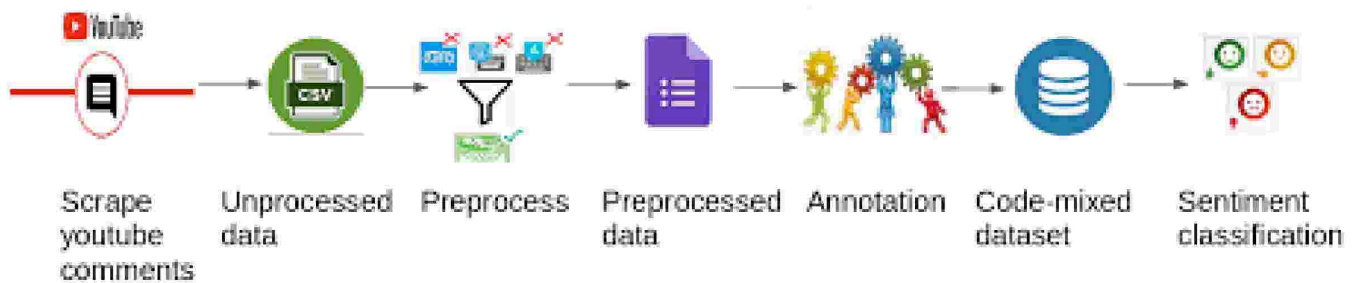 YouTube
CSV
Scrape
youtube
comments
Unprocessed
data
Preprocess
Preprocessed
data
Annotation
Code-mixed
dataset
Sentiment
classification